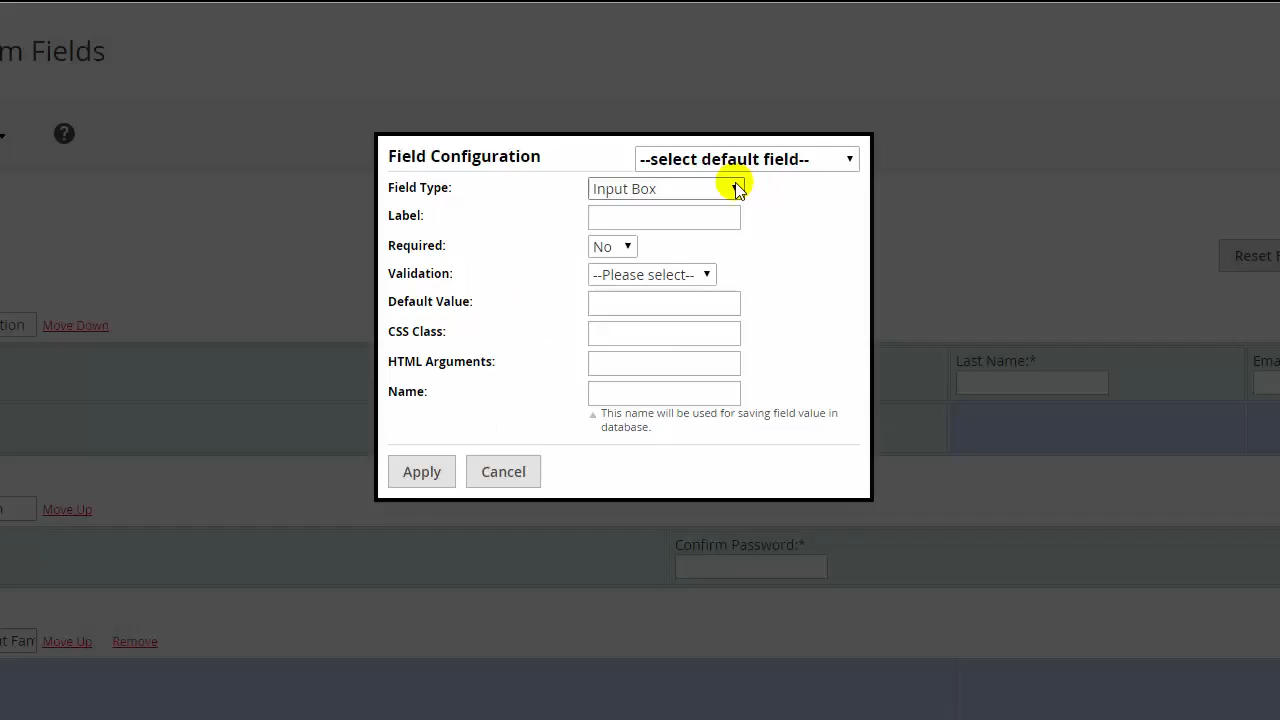 m Fields
?
Field Configuration
--select default field--
Field Type:
Input Box
Label:
Required:
No
Validation:
--Please select--
Default Value:
CSS Class:
HTML Arguments:
Name:
This name will be used for saving field value in
database.
Apply
Cancel
Reset
tion
Move Down
Last Name:*
Ema
Move Up
Confirm Password:*
ut Fam
Move Up
Remove